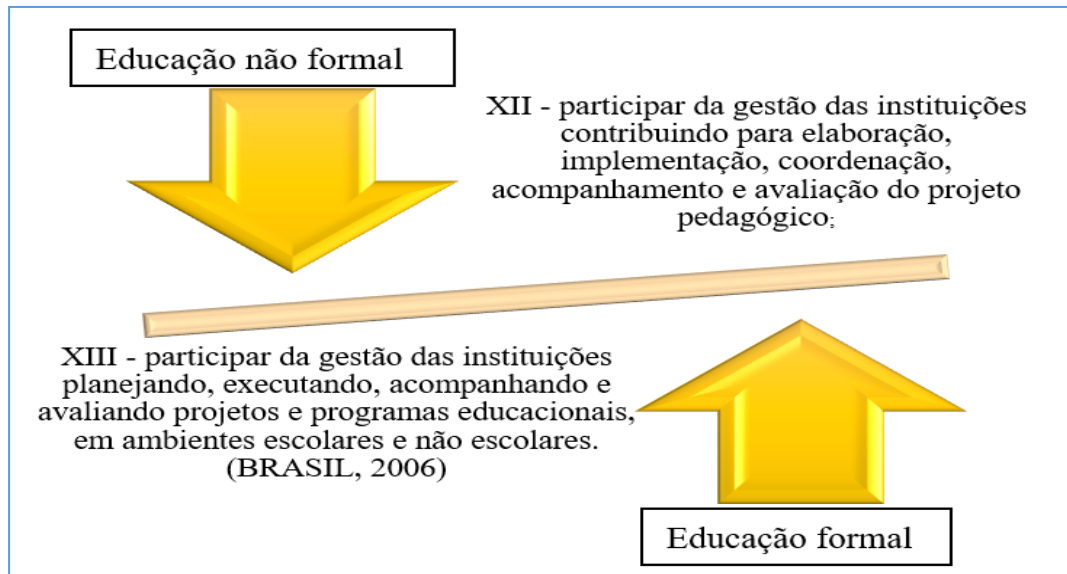 Educação não formal
XII - participar da gestão das instituições
contribuindo para elaboração,
implementação, coordenação,
acompanhamento e avaliação do projeto
pedagógico;
XIII - participar da gestão das instituições
planejando, executando, acompanhando e
avaliando projetos e programas educacionais,
em ambientes escolares e não escolares.
(BRASIL, 2006)
Educação formal